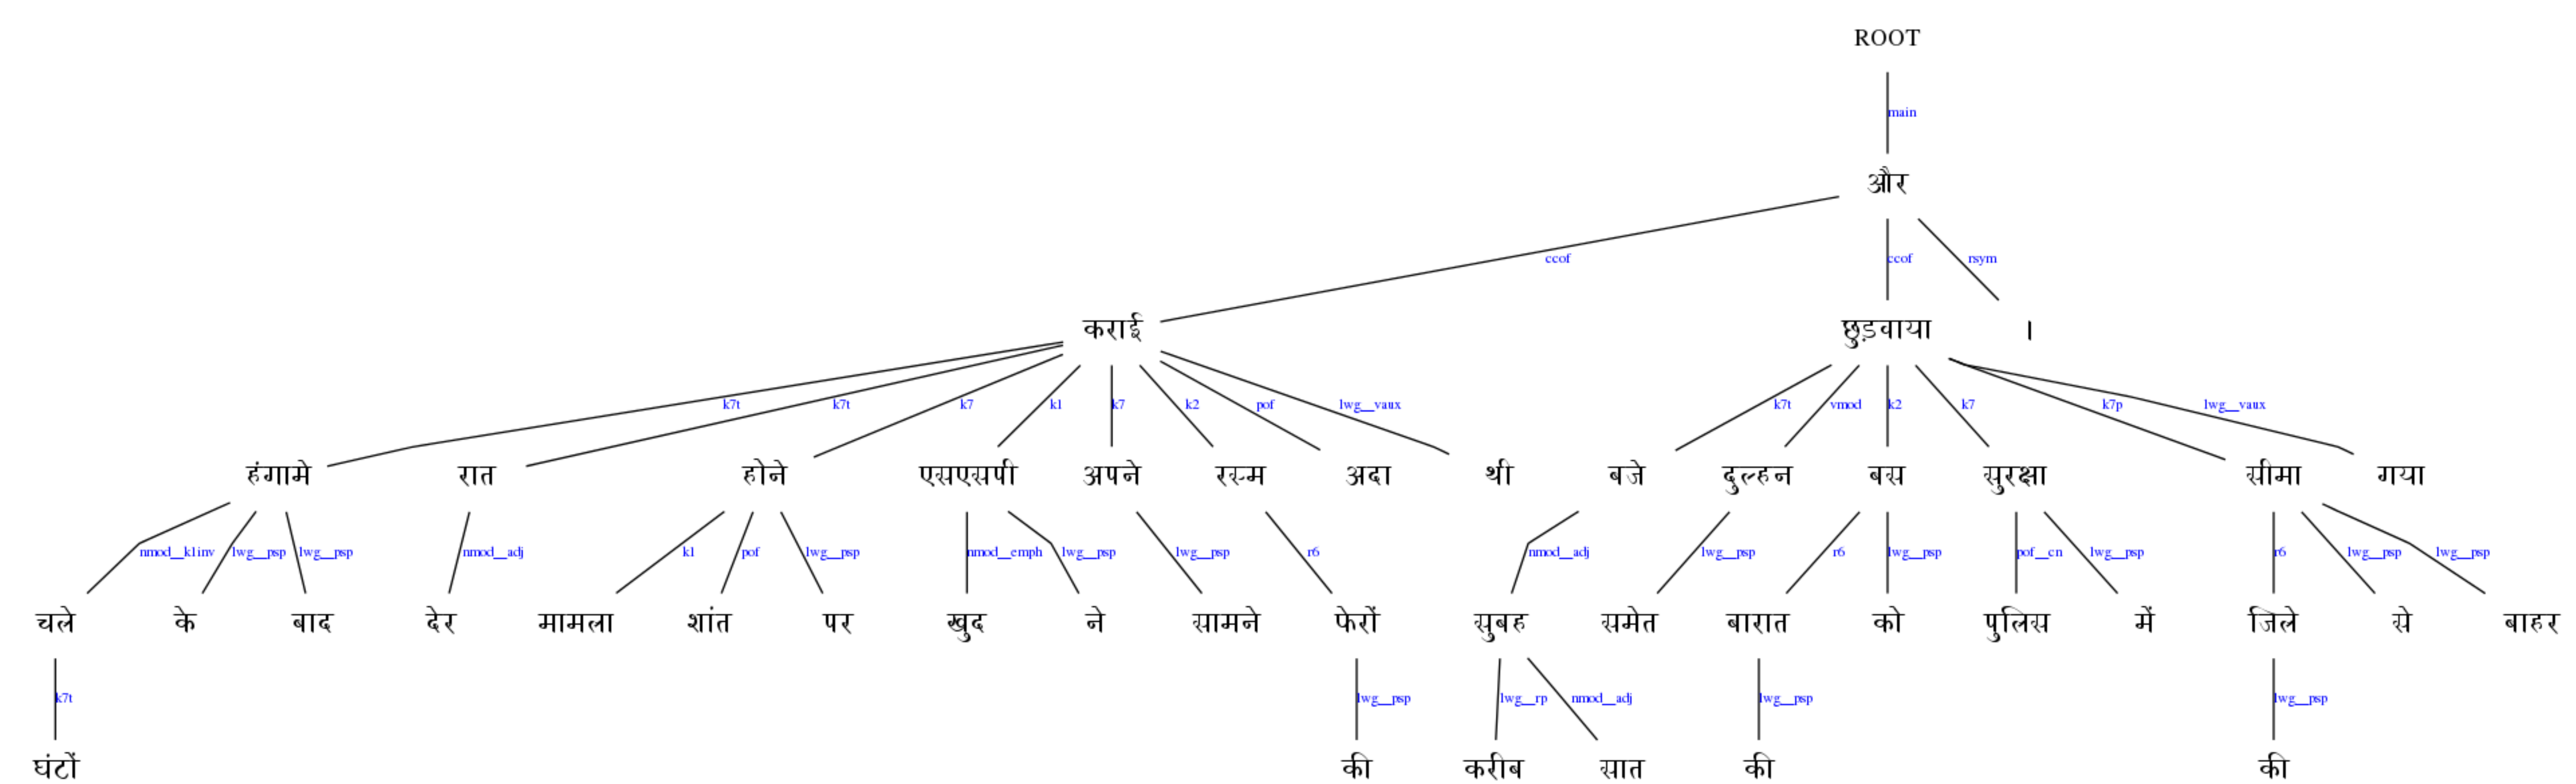 ROOT
main
और
ccof ccof rsym
कराई छुड़वाया ।
k7t k7t k7 k1 k7 k2 pof lwg__vaux k7t vmod k2 k7 k7p lwg__vaux
हंगामे रात होने एसएसपी अपने रस्म अदा थी बजे दुल्हन बस सुरक्षा सीमा गया
nmod__k1inv lwg__psp lwg__psp nmod__adj k1 pof lwg__psp nmod__emph lwg__psp lwg__psp r6 nmod__adj lwg__psp r6 lwg__psp pof__cn lwg__psp r6 lwg__psp lwg__psp
चले के बाद देर मामला शांत पर खुद ने सामने फेरों सुबह समेत बारात को पुलिस में जिले से बाहर
k7t lwg__psp lwg__rp nmod__adj lwg__psp lwg__psp
घंटों की करीब सात की की